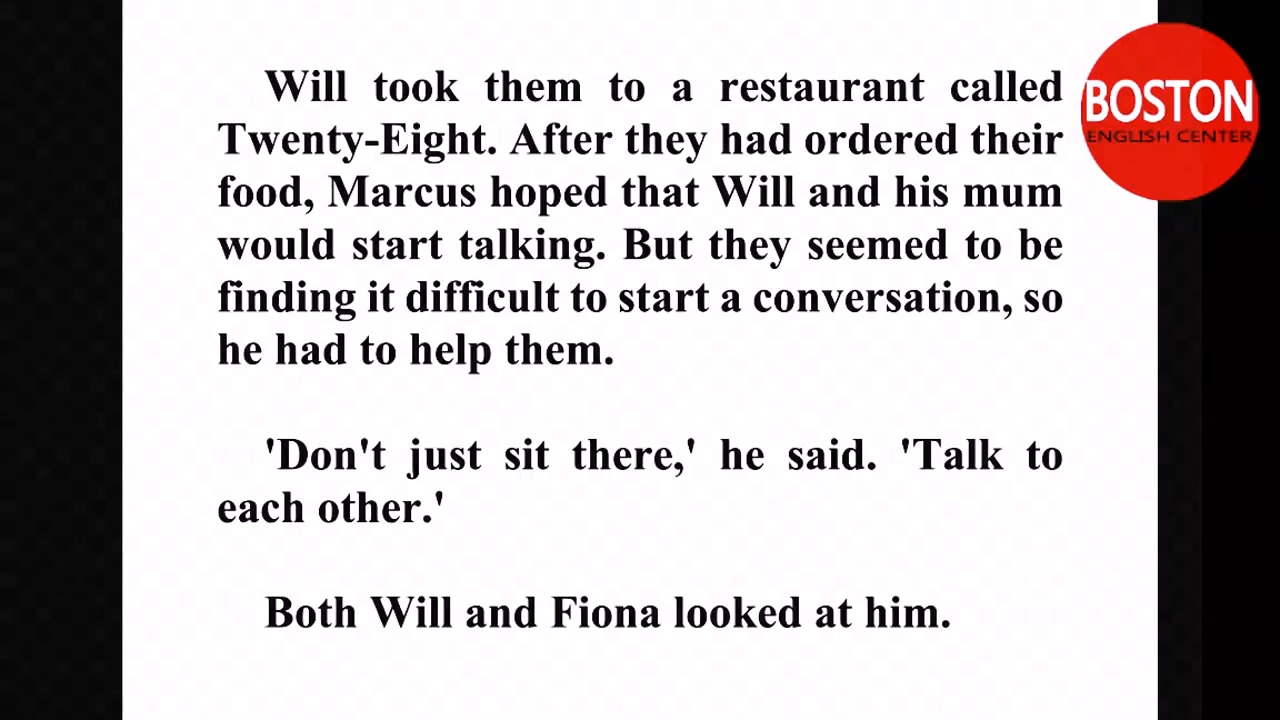 Will took them to a restaurant called
Twenty-Eight. After they had ordered their
food, Marcus hoped that Will and his mum
would start talking. But they seemed to be
finding it difficult to start a conversation, so
he had to help them.
'Don't just sit there,' he said. 'Talk to
each other.'
Both Will and Fiona looked at him.
BOSTON
ENGLISH CENTER